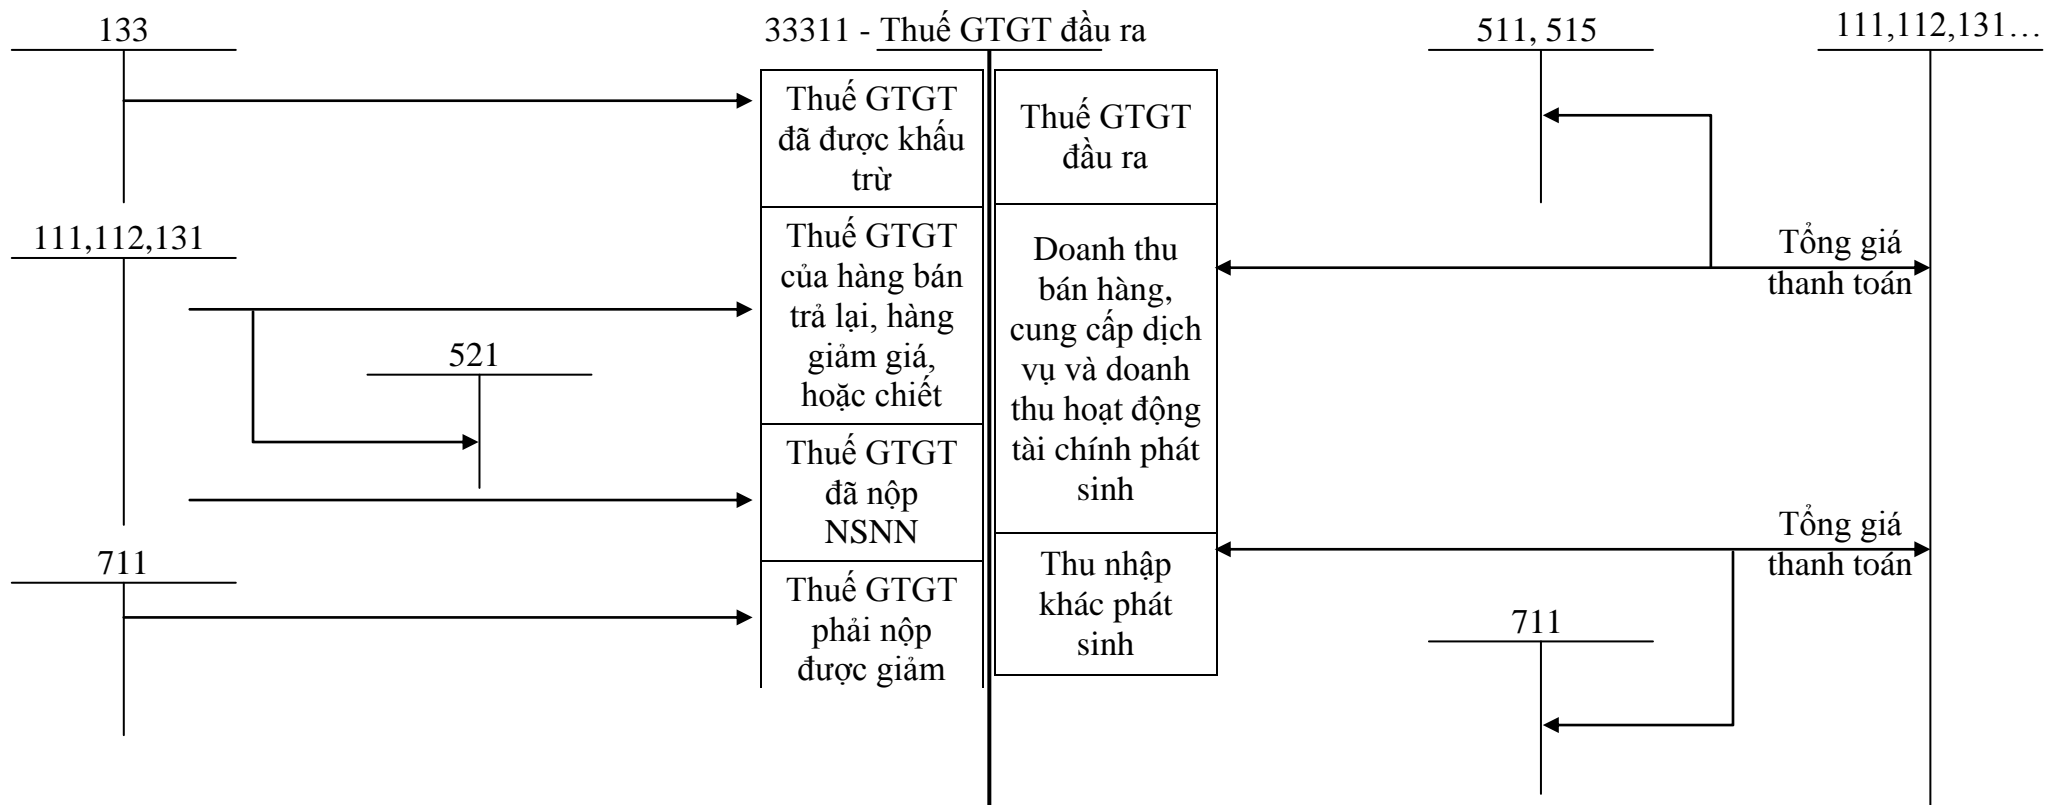 133
33311 - Thuế GTGT đầu ra
511, 515
111,112,131…
Thuế GTGT
đã được khấu
trừ
Thuế GTGT
đầu ra
111,112,131
Thuế GTGT
của hàng bán
trả lại, hàng
giảm giá,
hoặc chiết
Doanh thu
bán hàng,
cung cấp dịch
vụ và doanh
thu hoạt động
tài chính phát
sinh
Tổng giá
thanh toán
521
Thuế GTGT
đã nộp
NSNN
Tổng giá
thanh toán
711
Thuế GTGT
phải nộp
được giảm
Thu nhập
khác phát
sinh
711